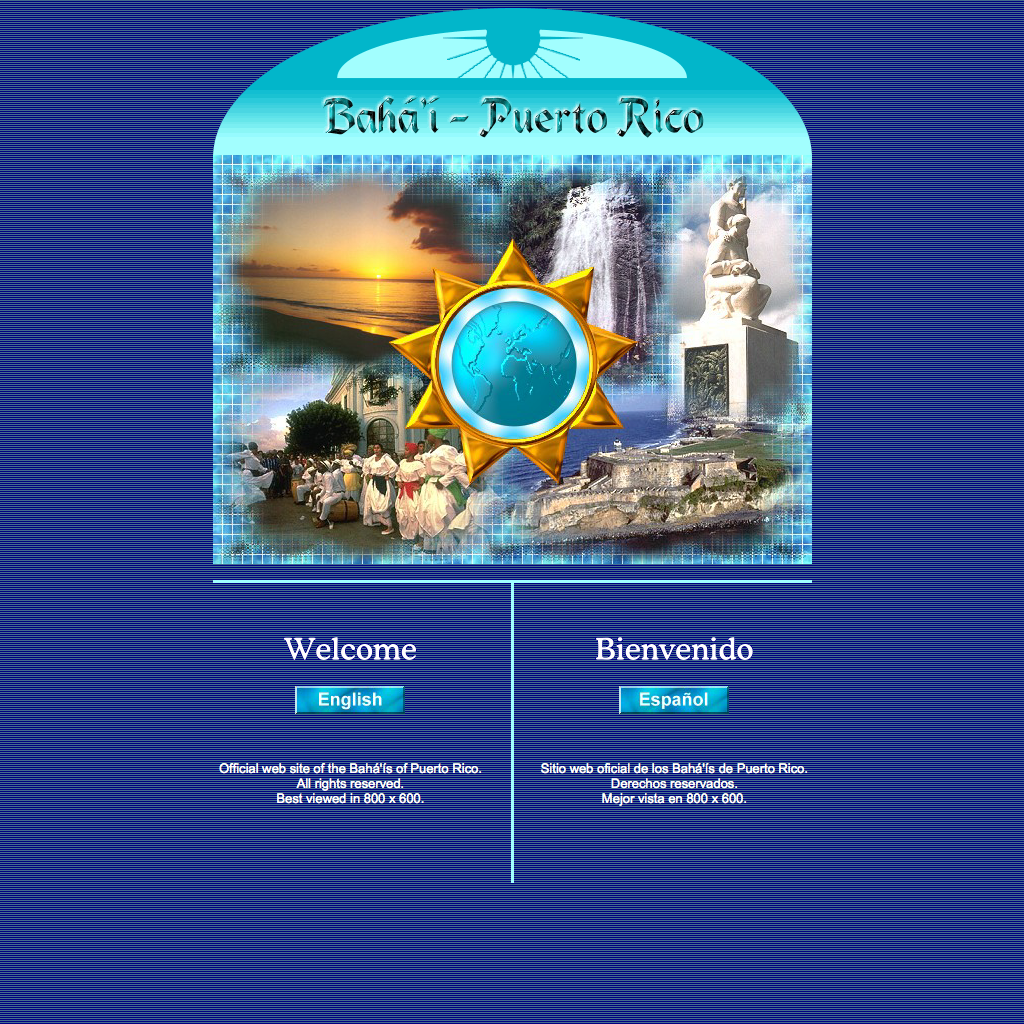 Bahá'í - Puerto Rico
Welcome
English
Official web site of the Bahá'ís of Puerto Rico.
All rights reserved.
Best viewed in 800 x 600.
Bienvenido
Español
Sitio web oficial de los Bahá'ís de Puerto Rico.
Derechos reservados.
Mejor vista en 800 x 600.